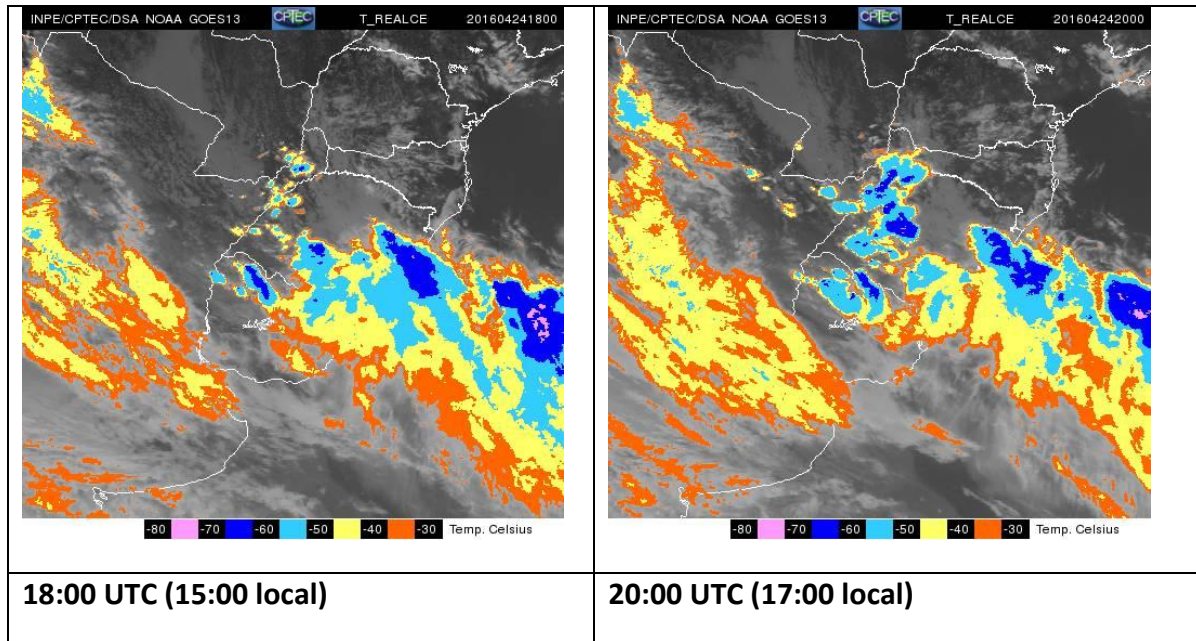 INPE/CPTEC/DSA NOAA GOES13 CPTEC T_REALCE 201604241800
-80 -70 -60 -50 -40 -30 Temp. Celsius
18:00 UTC (15:00 local)
INPE/CPTEC/DSA NOAA GOES13 CPTEC T_REALCE 201604242000
-80 -70 -60 -50 -40 -30 Temp. Celsius
20:00 UTC (17:00 local)